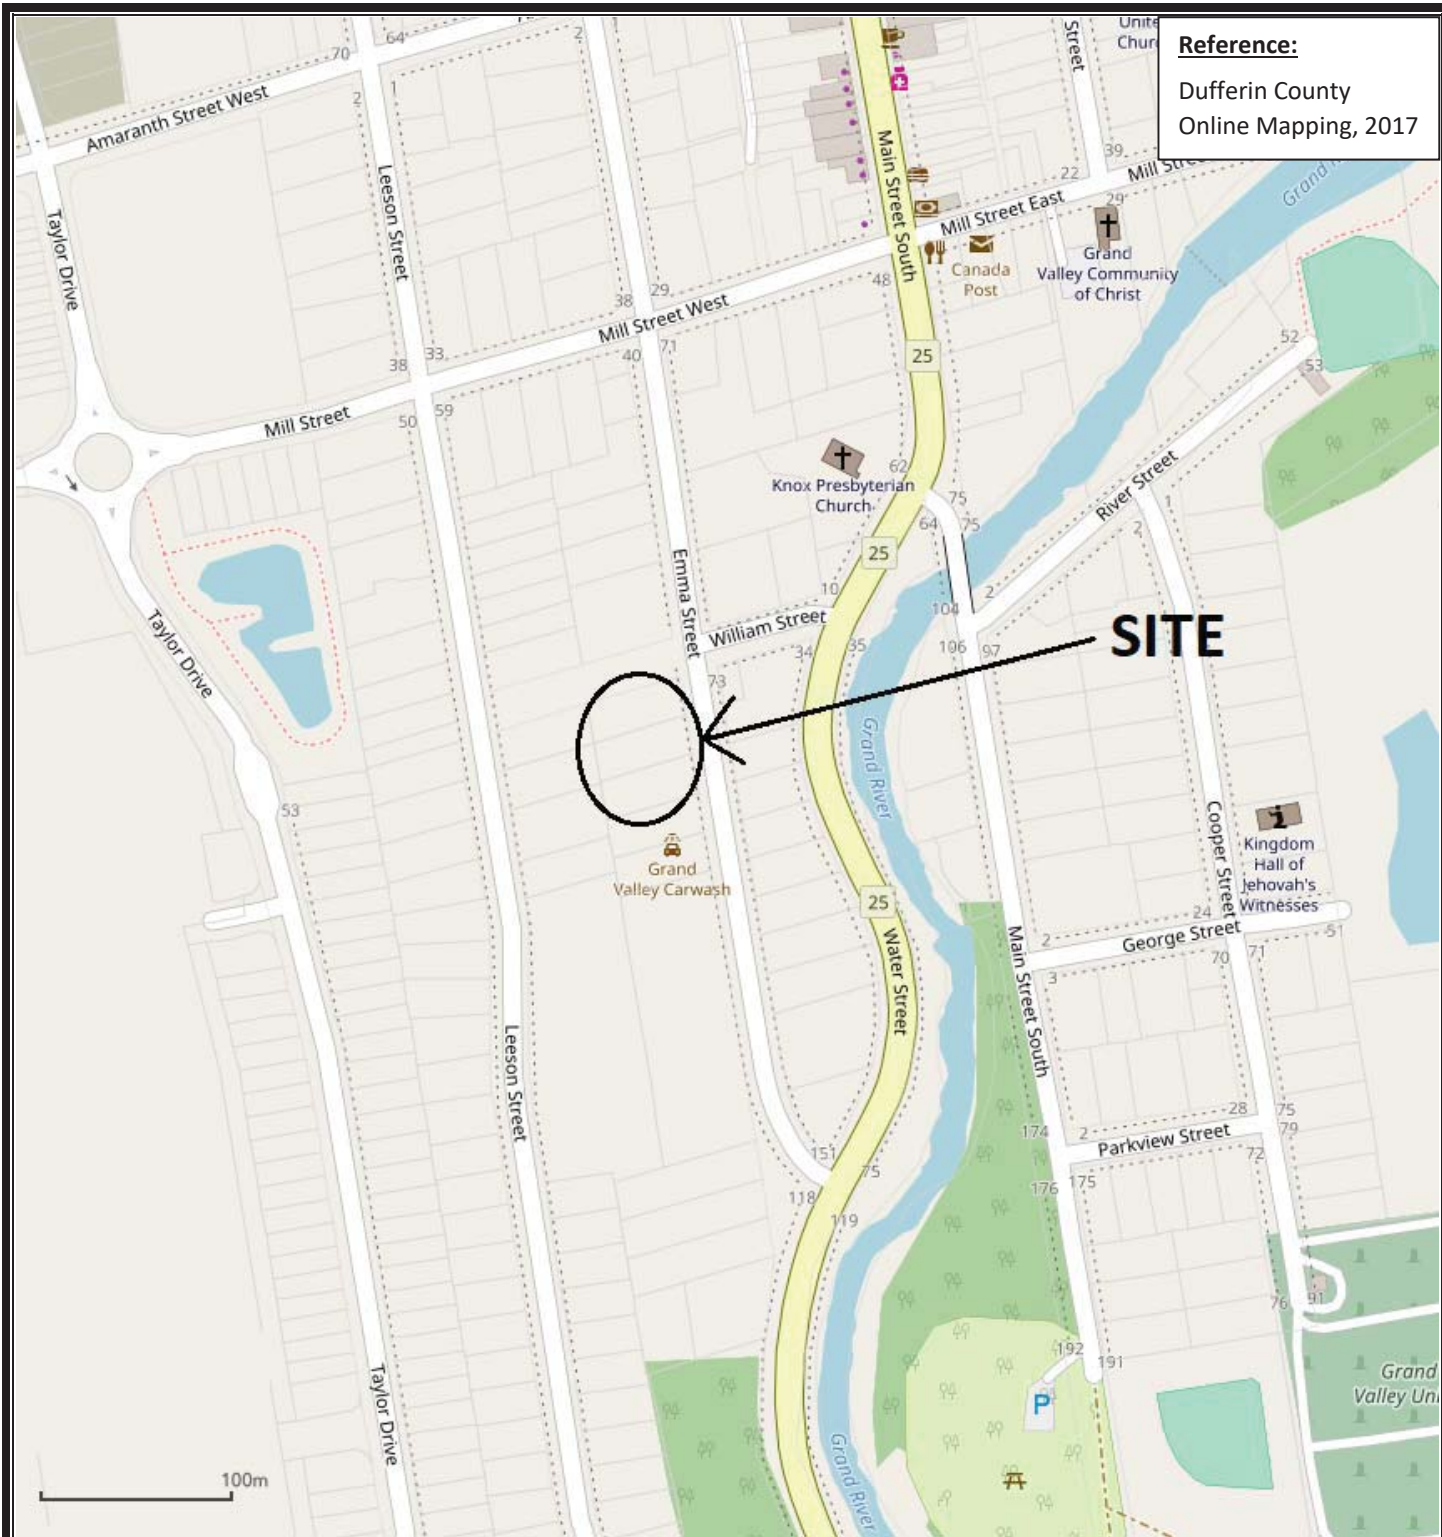 Reference:
Dufferin County
Online Mapping, 2017
64
70
2
1
2
Amaranth Street West
Leeson Street
Taylor Drive
Main Street South
Street
39
22
29
Mill Street East
48
Canada
Post
Grand
Valley Community
of Christ
38
29
Mill Street West
40
71
25
38
33
50
59
Mill Street
52
53
62
Knox Presbyterian
Church
75
64
75
River Street
1
2
25
Emma Street
10
William Street
34
35
104
2
106
97
SITE
73
Taylor Drive
Grand River
53
Grand
Valley Carwash
Cooper Street
Kingdom
Hall of
Jehovah's
Witnesses
25
Water Street
24
2
George Street
51
3
70
71
Main Street South
Leeson Street
28
75
174
2
Parkview Street
79
72
151
75
118
119
176
175
76
91
192
191
P
Grand
Valley Uni
Taylor Drive
Grand River
100m